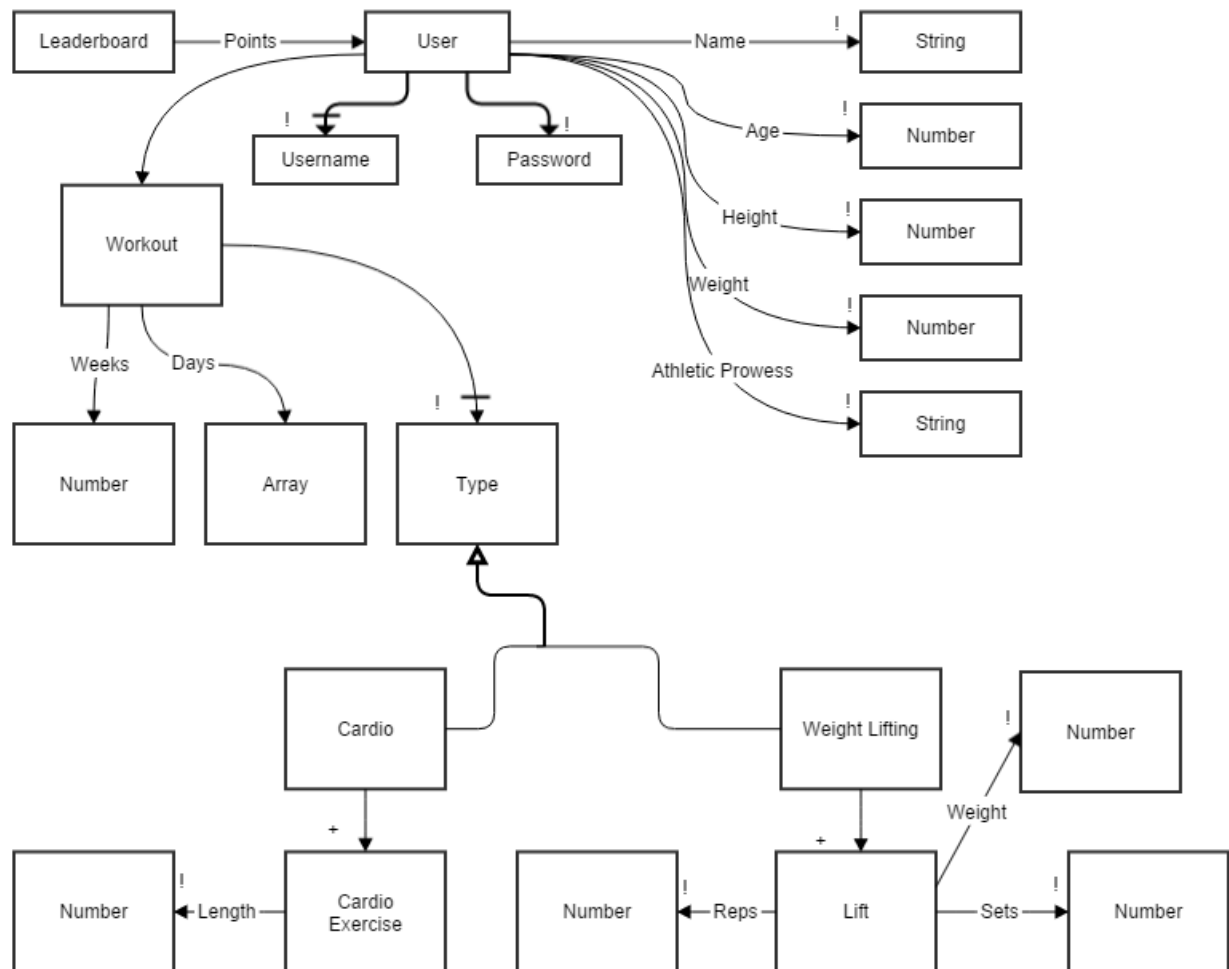 Leaderboard
Points
User
Name
!
String
!
Age
Number
!
Username
!
Password
Height
!
Number
Workout
Weight
!
Number
Weeks
Days
Athletic Prowess
!
String
!
Number
Array
Type
Cardio
Weight Lifting
!
Number
Weight
+
+
Number
!
Length
Cardio
Exercise
Number
!
Reps
Lift
Sets
!
Number